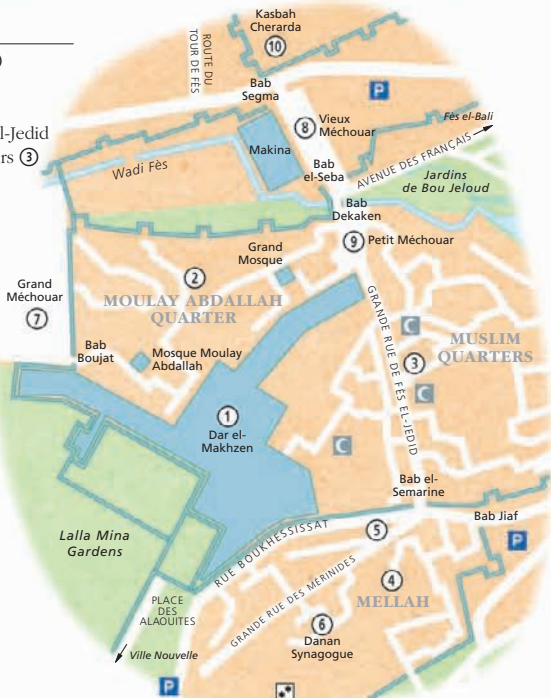 Kasbah
Cherarda
⑩
ROUTE DU
TOUR DE FÈS
Bab
Segma
P
)
l-Jedid
rs ③
⑧ Vieux
Méchouar
Makina
Fès el-Bali
AVENUE DES FRANÇAIS
Wadi Fès
Bab
el-Seba
Jardins
de Bou Jeloud
Bab
Dekaken
⑨ Petit Méchouar
Grand
Mosque
②
MOULAY ABDALLAH
QUARTER
Grand
Méchouar
⑦
GRANDE RUE DE FÈS EL-JEDID
MUSLIM
QUARTERS
③
Bab
Boujat
Mosque Moulay
Abdallah
①
Dar el-
Makhzen
Bab el-
Semarine
Bab Jiaf
P
Lalla Mina
Gardens
RUE BOUKHESSISSAT
⑤
④
MELLAH
GRANDE RUE DES MÉRINIDES
PLACE
DES
ALAOUITES
⑥
Danan
Synagogue
Ville Nouvelle
P